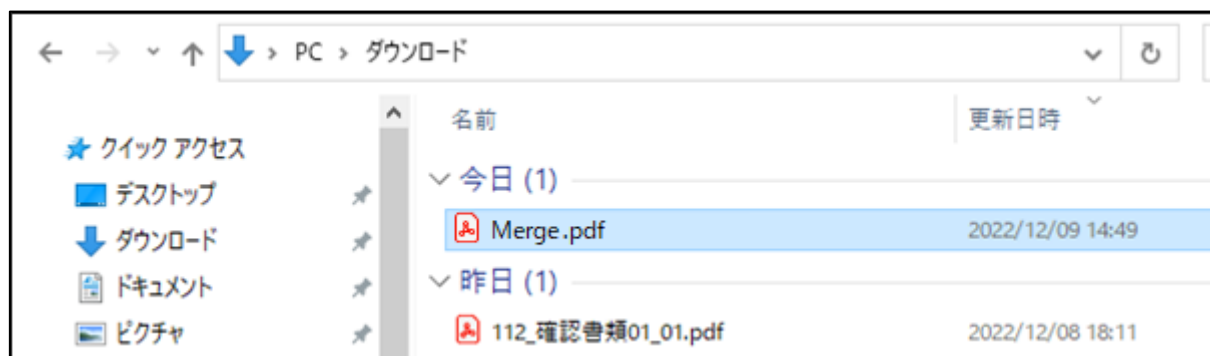 PC › ダウンロード
名前 更新日時
クイック アクセス
今日 (1)
デスクトップ
Merge.pdf 2022/12/09 14:49
ダウンロード
昨日 (1)
ドキュメント
112_確認書類01_01.pdf 2022/12/08 18:11
ピクチャ